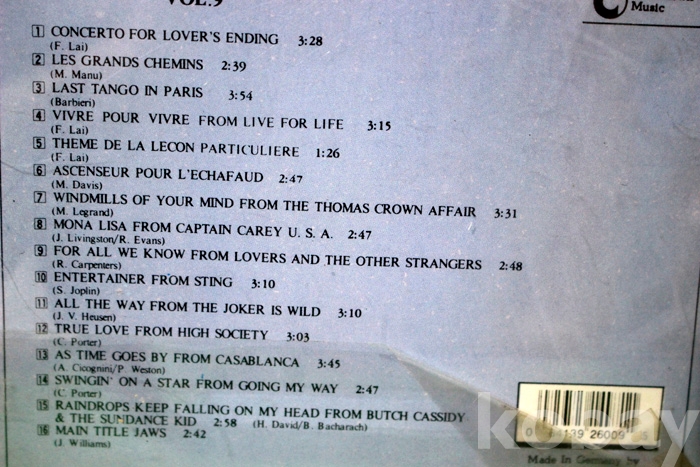 VOL.9
Music
1 CONCERTO FOR LOVER'S ENDING 3:28
(F. Lai)
2 LES GRANDS CHEMINS 2:39
(M. Manu)
3 LAST TANGO IN PARIS 3:54
(Barbieri)
4 VIVRE POUR VIVRE FROM LIVE FOR LIFE 3:15
(F. Lai)
5 THEME DE LA LECON PARTICULIERE 1:26
(F. Lai)
6 ASCENSEUR POUR L'ECHAFAUD 2:47
(M. Davis)
7 WINDMILLS OF YOUR MIND FROM THE THOMAS CROWN AFFAIR 3:31
(M. Legrand)
8 MONA LISA FROM CAPTAIN CAREY U. S. A. 2:47
(J. Livingston/R. Evans)
9 FOR ALL WE KNOW FROM LOVERS AND THE OTHER STRANGERS 2:48
(R. Carpenters)
10 ENTERTAINER FROM STING 3:10
(S. Joplin)
11 ALL THE WAY FROM THE JOKER IS WILD 3:10
(J. V. Heusen)
12 TRUE LOVE FROM HIGH SOCIETY 3:03
(C. Porter)
13 AS TIME GOES BY FROM CASABLANCA 3:45
(A. Cicognini/P. Weston)
14 SWINGIN' ON A STAR FROM GOING MY WAY 2:47
(C. Porter)
15 RAINDROPS KEEP FALLING ON MY HEAD FROM BUTCH CASSIDY
& THE SUNDANCE KID 2:58 (H. David/B. Bacharach)
16 MAIN TITLE JAWS 2:42
(J. Williams)
kobay
26009
Made In Germany by